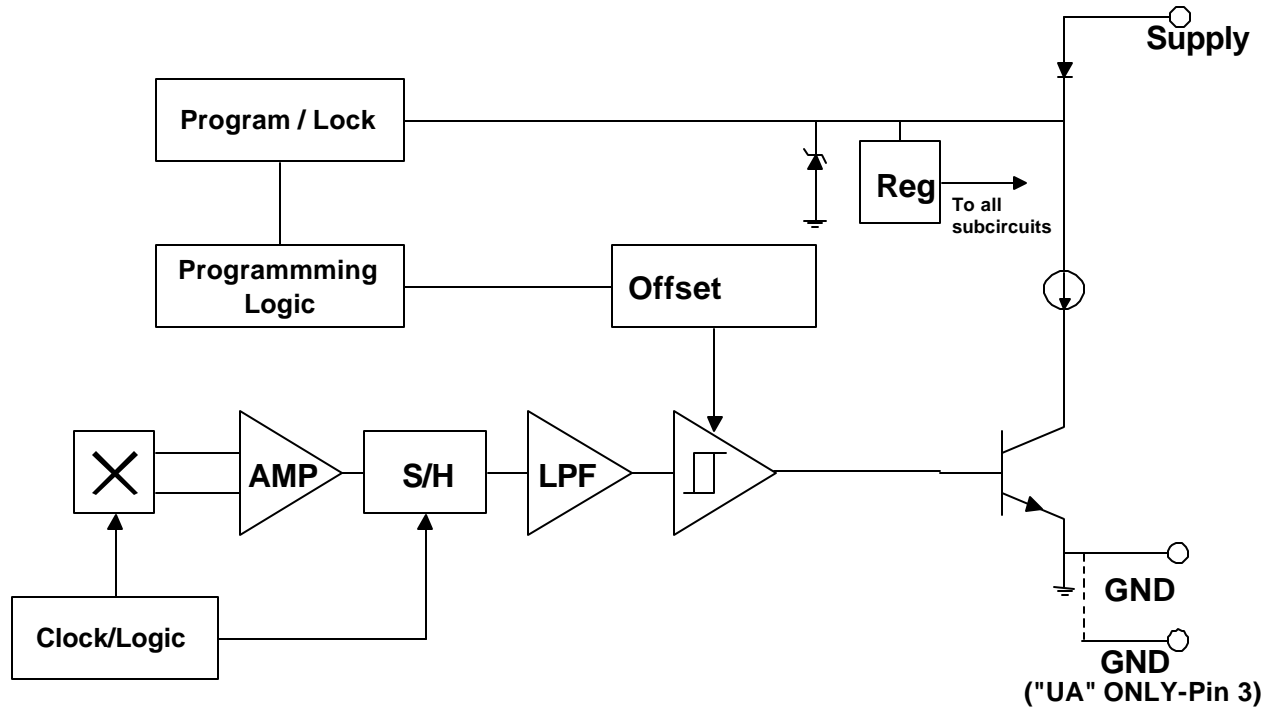 Supply
Program / Lock
Reg
To all
subcircuits
Programmming
Logic
Offset
AMP
S/H
LPF
Clock/Logic
GND
GND
("UA" ONLY-Pin 3)